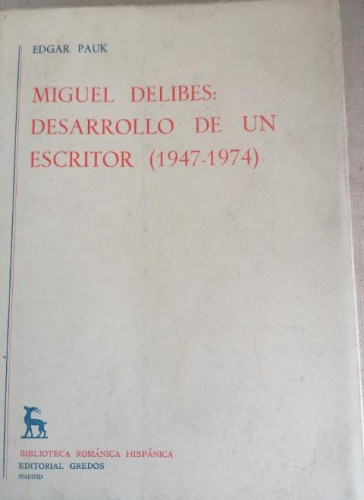 EDGAR PAUK
MIGUEL DELIBES:
DESARROLLO DE UN
ESCRITOR (1947-1974)
BIBLIOTECA ROMÁNICA HISPÁNICA
EDITORIAL GREDOS
MADRID